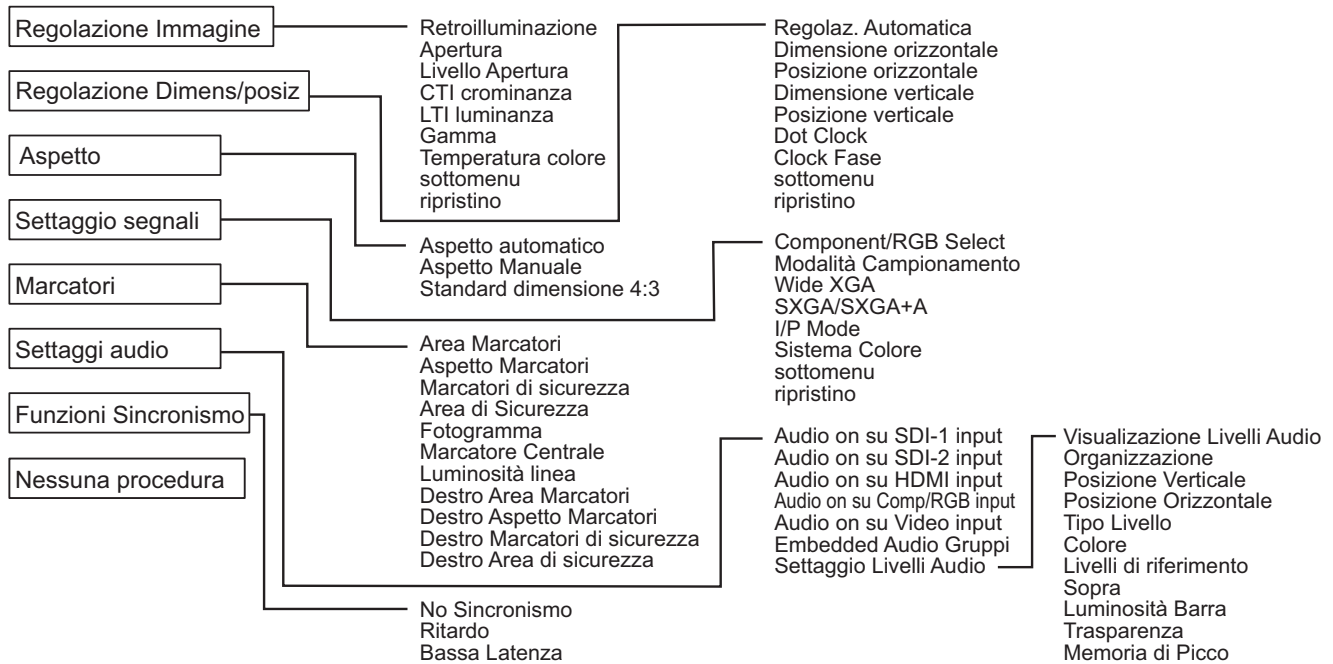 Regolazione Immagine
Regolazione Dimens/posiz
Aspetto
Settaggio segnali
Marcatori
Settaggi audio
Funzioni Sincronismo
Nessuna procedura
Retroilluminazione
Apertura
Livello Apertura
CTI crominanza
LTI luminanza
Gamma
Temperatura colore
sottomenu
ripristino
Aspetto automatico
Aspetto Manuale
Standard dimensione 4:3
Area Marcatori
Aspetto Marcatori
Marcatori di sicurezza
Area di Sicurezza
Fotogramma
Marcatore Centrale
Luminosità linea
Destro Area Marcatori
Destro Aspetto Marcatori
Destro Marcatori di sicurezza
Destro Area di sicurezza
No Sincronismo
Ritardo
Bassa Latenza
Regolaz. Automatica
Dimensione orizzontale
Posizione orizzontale
Dimensione verticale
Posizione verticale
Dot Clock
Clock Fase
sottomenu
ripristino
Component/RGB Select
Modalità Campionamento
Wide XGA
SXGA/SXGA+A
I/P Mode
Sistema Colore
sottomenu
ripristino
Audio on su SDI-1 input
Audio on su SDI-2 input
Audio on su HDMI input
Audio on su Comp/RGB input
Audio on su Video input
Embedded Audio Gruppi
Settaggio Livelli Audio
Visualizazione Livelli Audio
Organizzazione
Posizione Verticale
Posizione Orizzontale
Tipo Livello
Colore
Livelli di riferimento
Sopra
Luminosità Barra
Trasparenza
Memoria di Picco